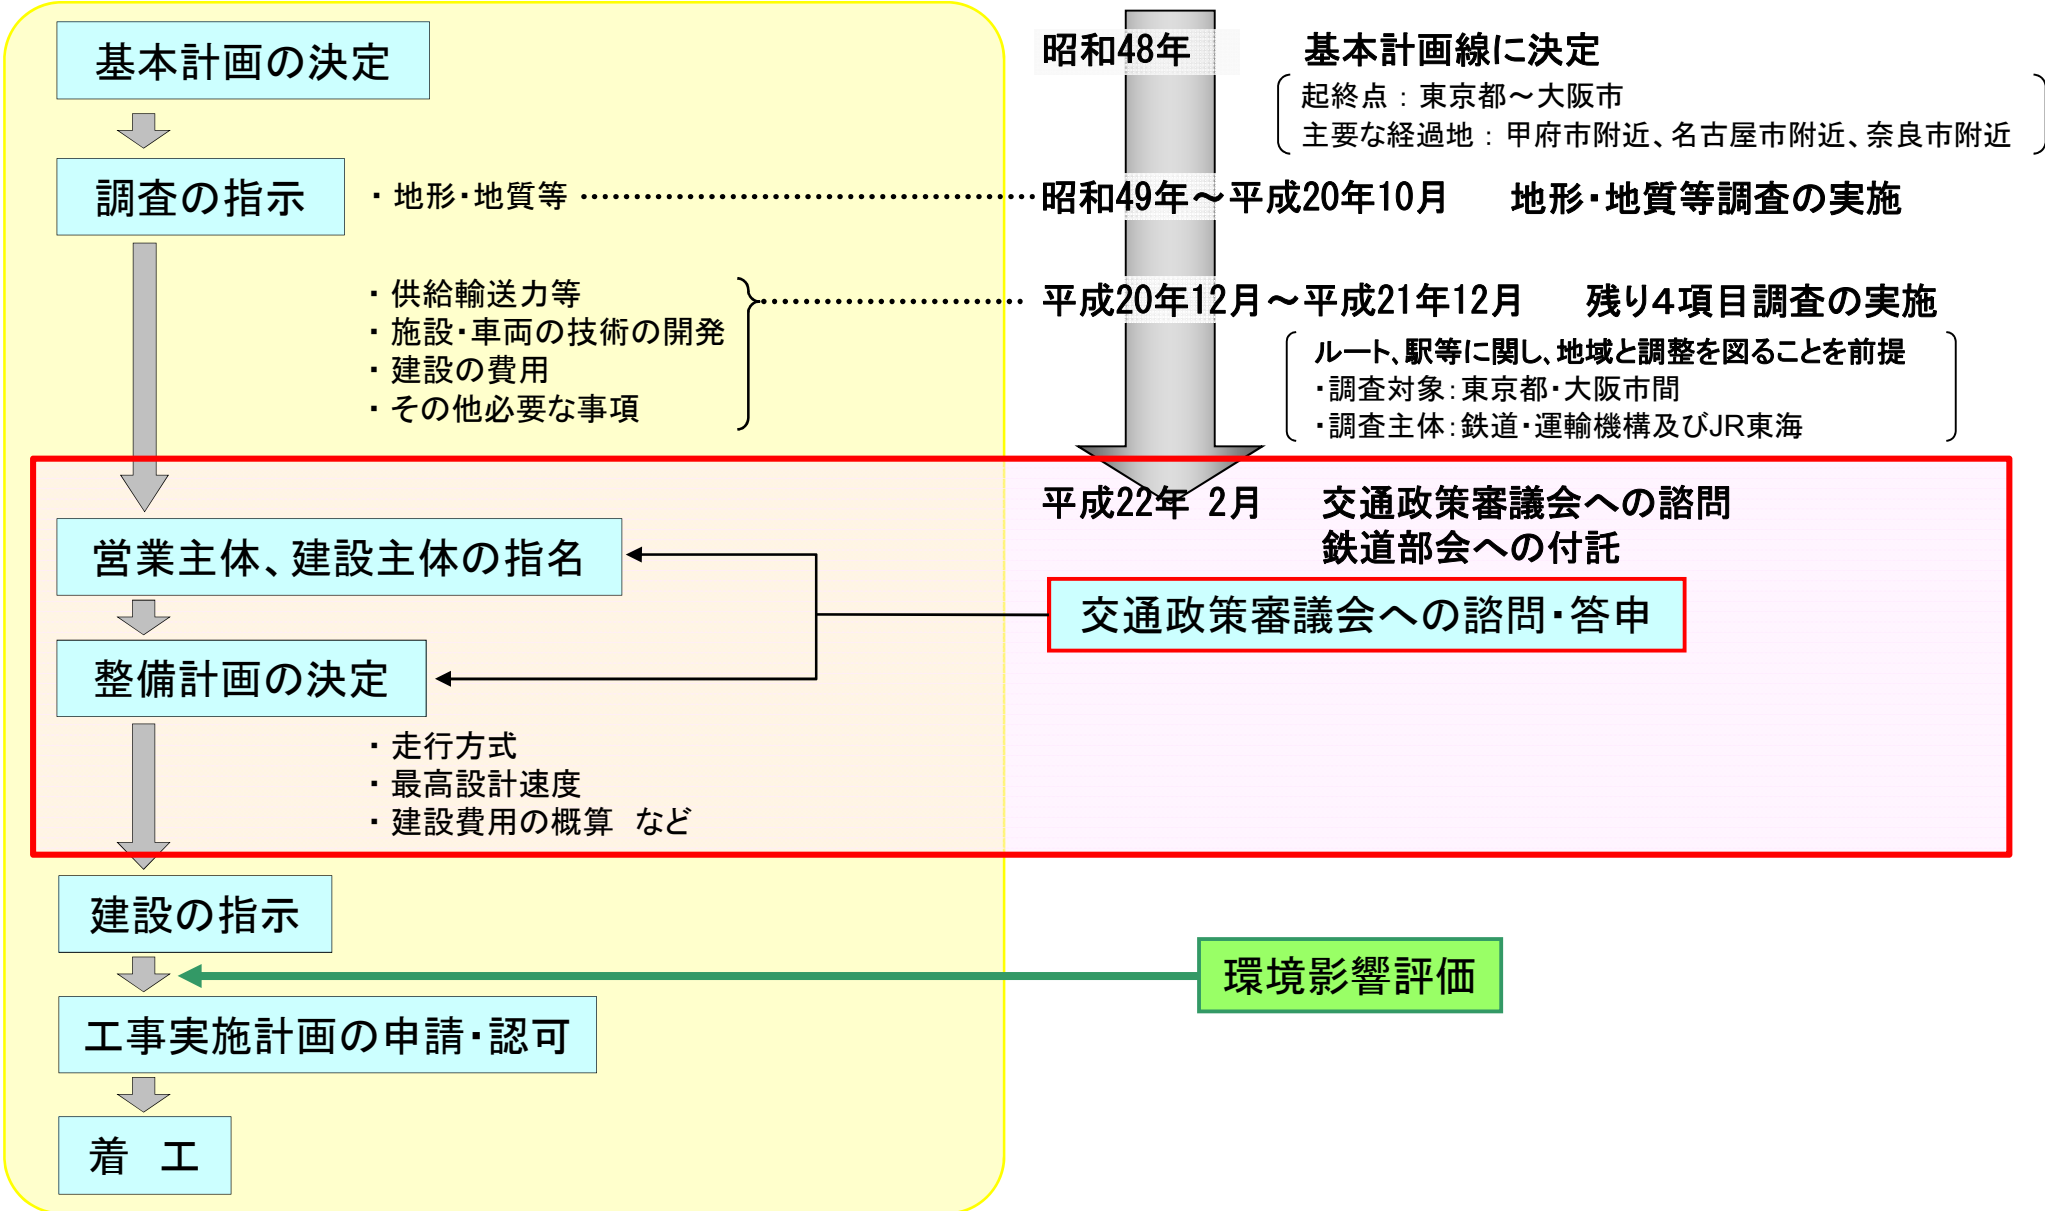 基本計画の決定
昭和48年 基本計画線に決定
起終点：東京都～大阪市
主要な経過地：甲府市附近、名古屋市附近、奈良市附近
調査の指示
・地形・地質等
昭和49年～平成20年10月 地形・地質等調査の実施
・供給輸送力等
・施設・車両の技術の開発
・建設の費用
・その他必要な事項
平成20年12月～平成21年12月 残り4項目調査の実施
ルート、駅等に関し、地域と調整を図ることを前提
・調査対象：東京都・大阪市間
・調査主体：鉄道・運輸機構及びJR東海
平成22年 2月 交通政策審議会への諮問
鉄道部会への付託
営業主体、建設主体の指名
交通政策審議会への諮問・答申
整備計画の決定
・走行方式
・最高設計速度
・建設費用の概算 など
建設の指示
環境影響評価
工事実施計画の申請・認可
着 工